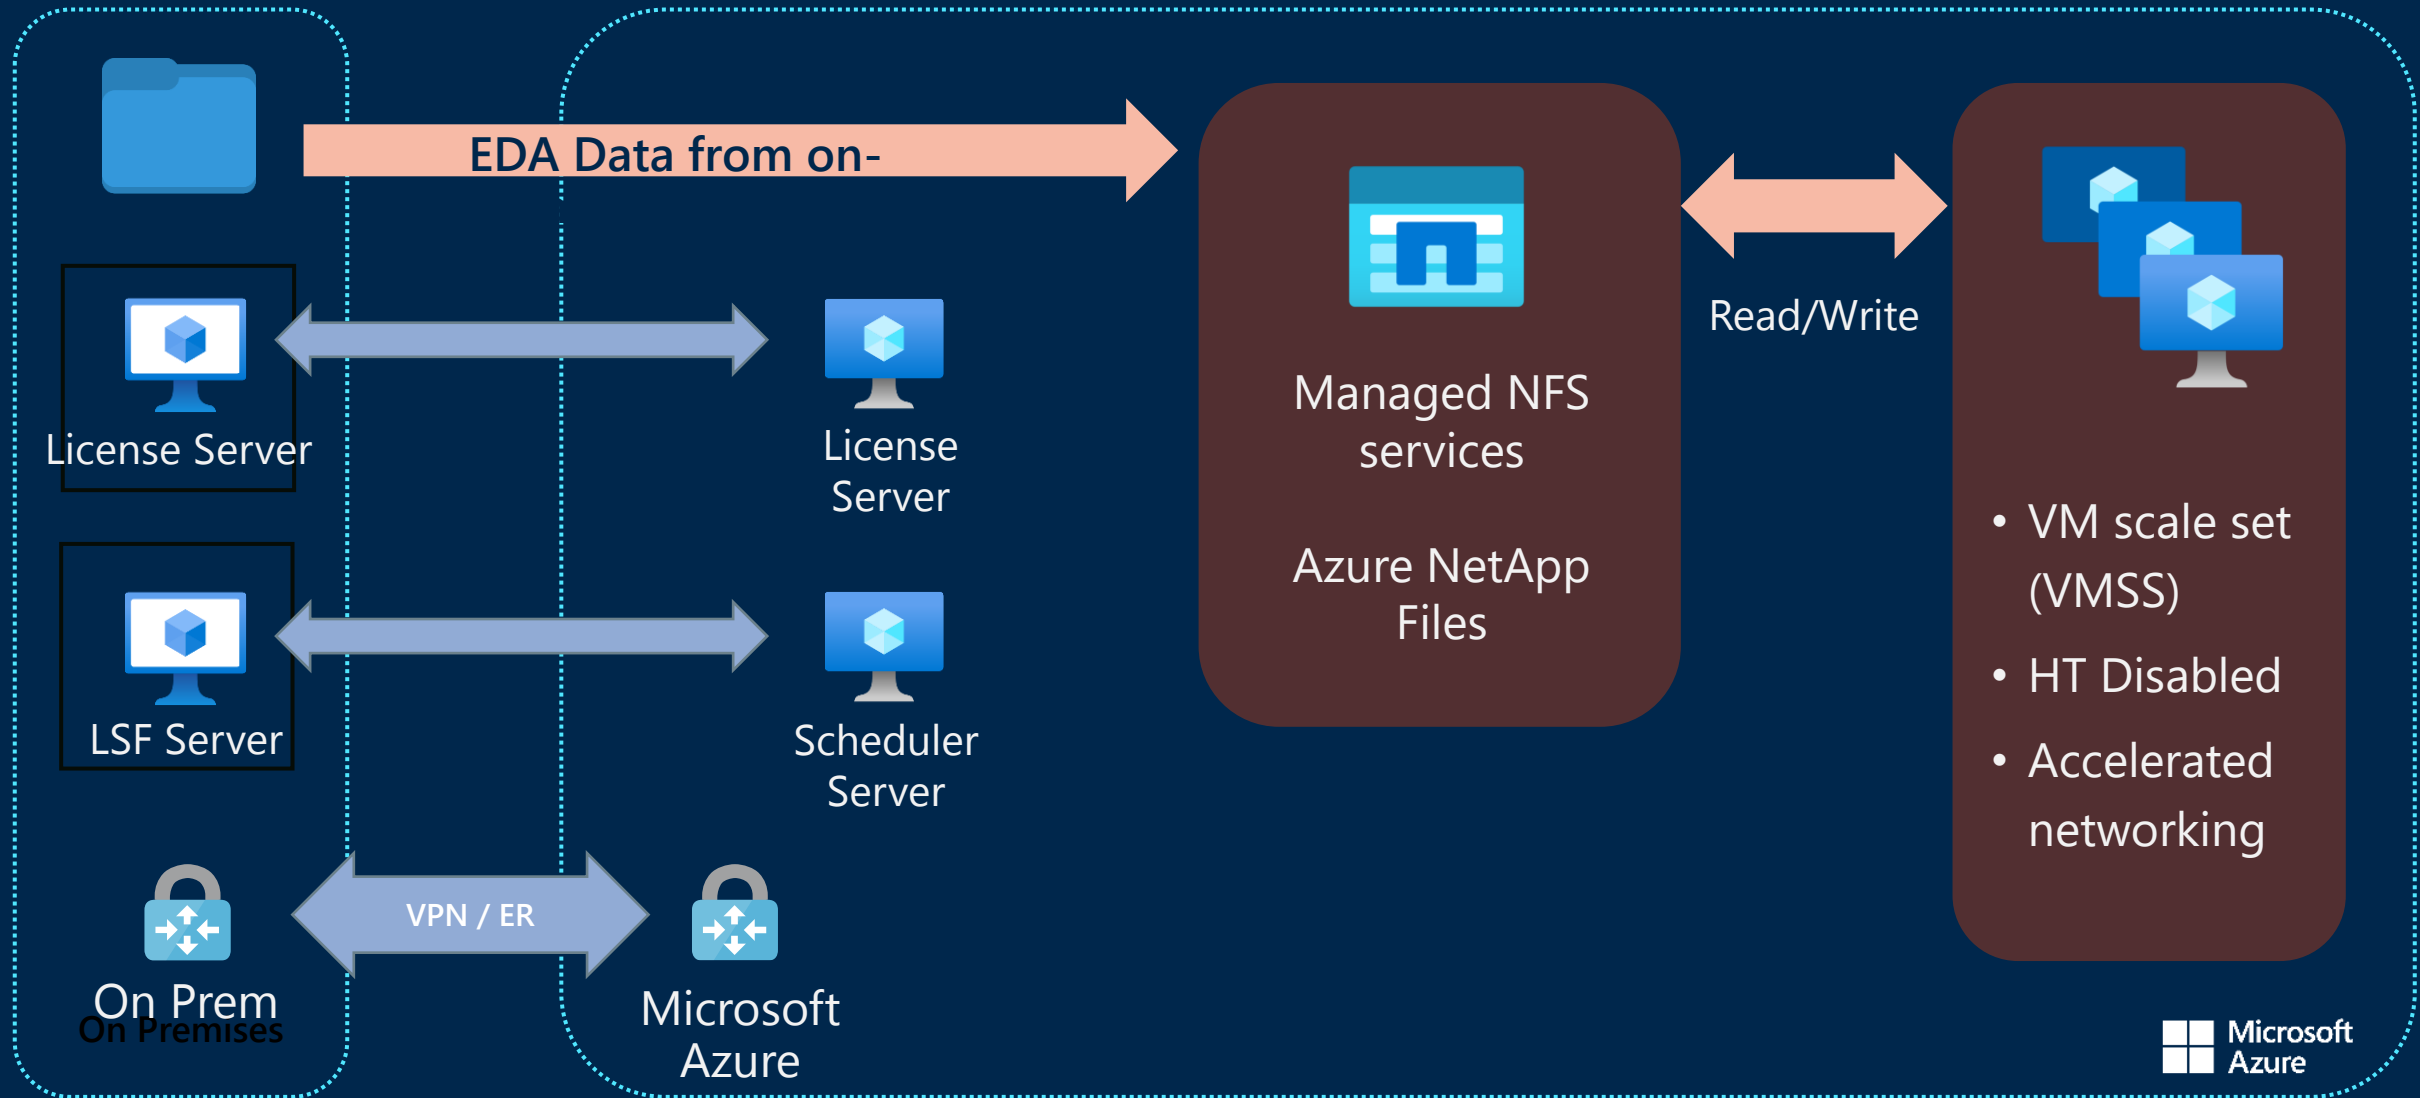 EDA Data from on-
License Server
License
Server
LSF Server
Scheduler
Server
VPN / ER
On Prem
On Premises
Microsoft
Azure
Managed NFS
services
Azure NetApp
Files
Read/Write
• VM scale set
(VMSS)
• HT Disabled
• Accelerated
networking
Microsoft
Azure